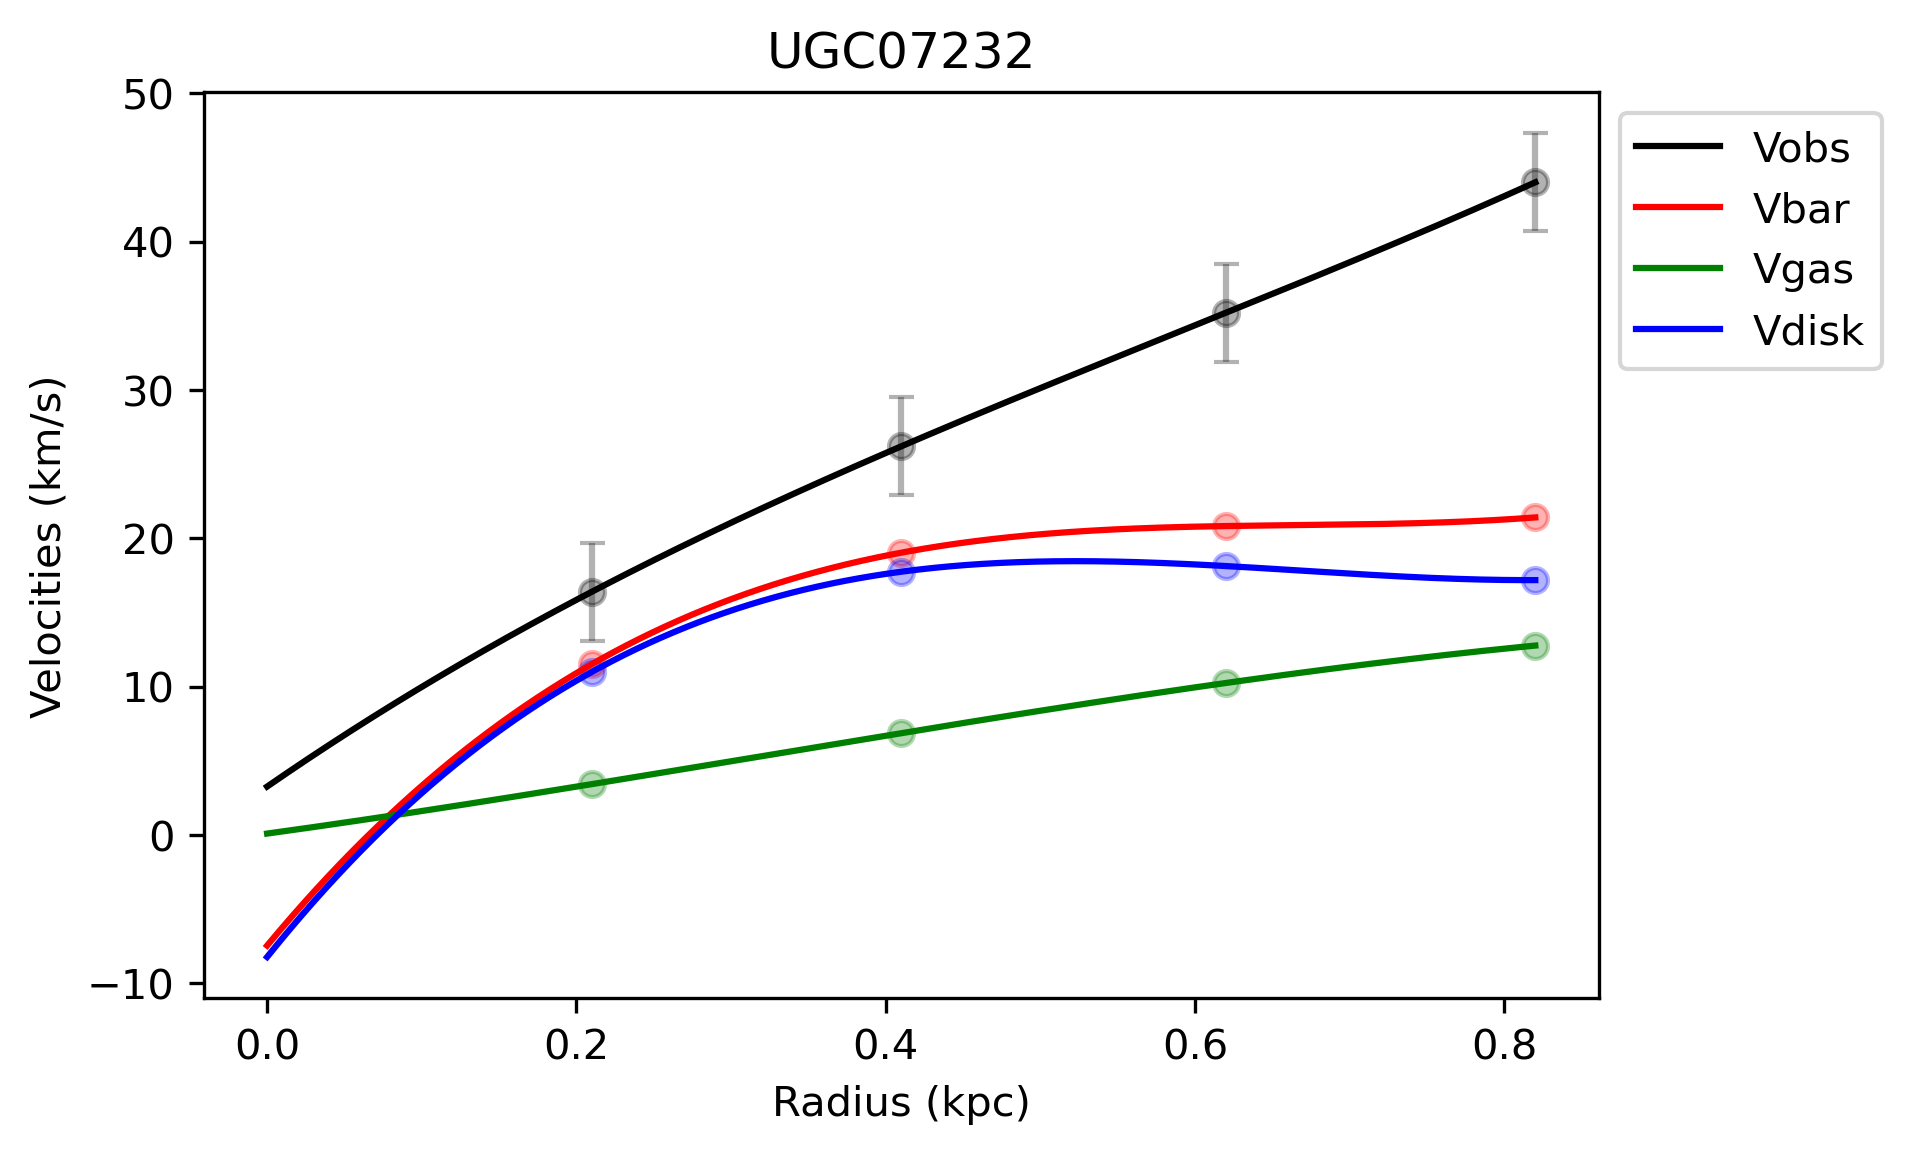 UGC07232
50
40
30
20
10
0
−10
Velocities (km/s)
0.0 0.2 0.4 0.6 0.8
Radius (kpc)
Vobs
Vbar
Vgas
Vdisk